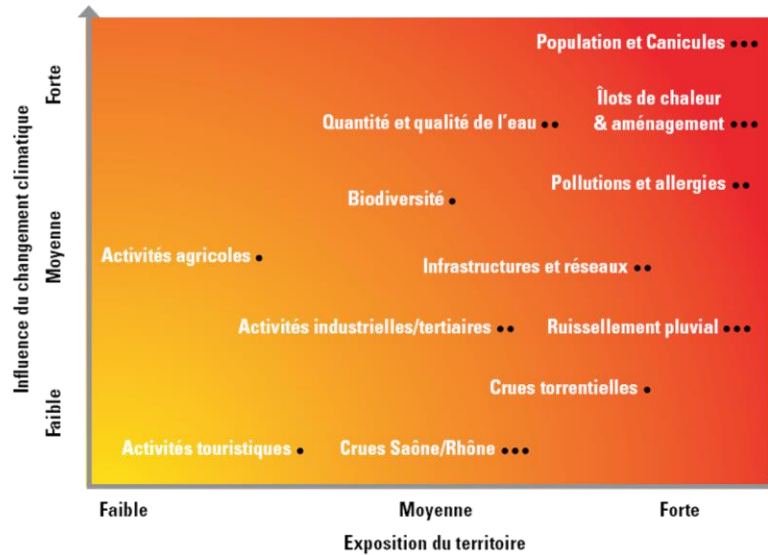 Population et Canicules •••
Îlots de chaleur
& aménagement •••
Quantité et qualité de l'eau ••
Pollutions et allergies ••
Biodiversité •
Activités agricoles •
Infrastructures et réseaux ••
Activités industrielles/tertiaires ••
Ruissellement pluvial •••
Crues torrentielles •
Activités touristiques •
Crues Saône/Rhône •••
Influence du changement climatique
Forte
Moyenne
Faible
Faible
Moyenne
Forte
Exposition du territoire